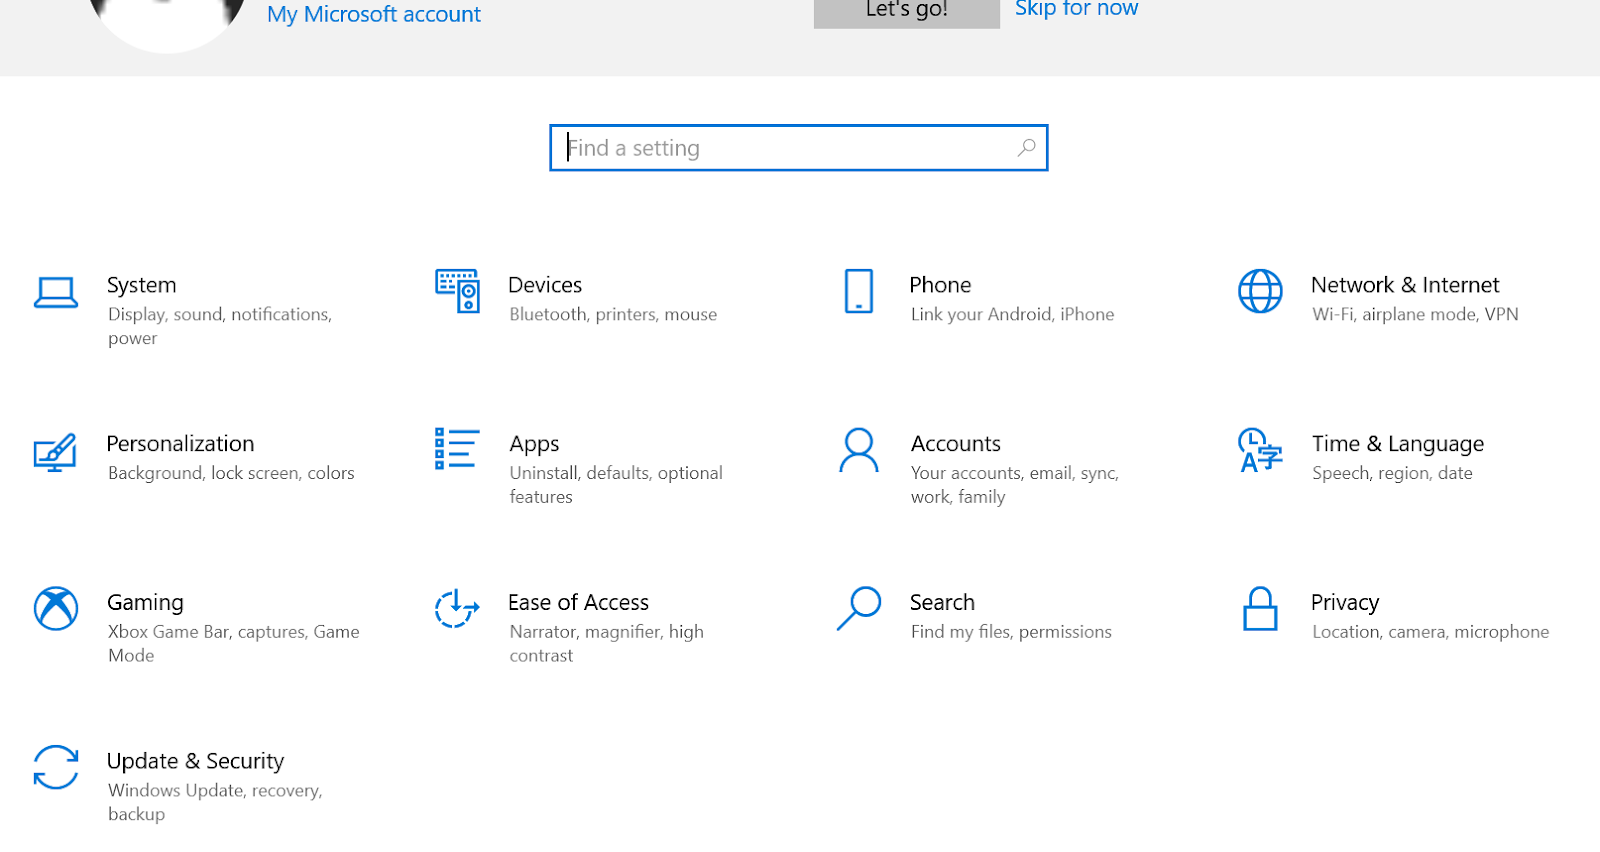 My Microsoft account
Let's go!
Skip for now
Find a setting
System
Display, sound, notifications,
power
Devices
Bluetooth, printers, mouse
Phone
Link your Android, iPhone
Network & Internet
Wi-Fi, airplane mode, VPN
Personalization
Background, lock screen, colors
Apps
Uninstall, defaults, optional
features
Accounts
Your accounts, email, sync,
work, family
Time & Language
Speech, region, date
Gaming
Xbox Game Bar, captures, Game
Mode
Ease of Access
Narrator, magnifier, high
contrast
Search
Find my files, permissions
Privacy
Location, camera, microphone
Update & Security
Windows Update, recovery,
backup